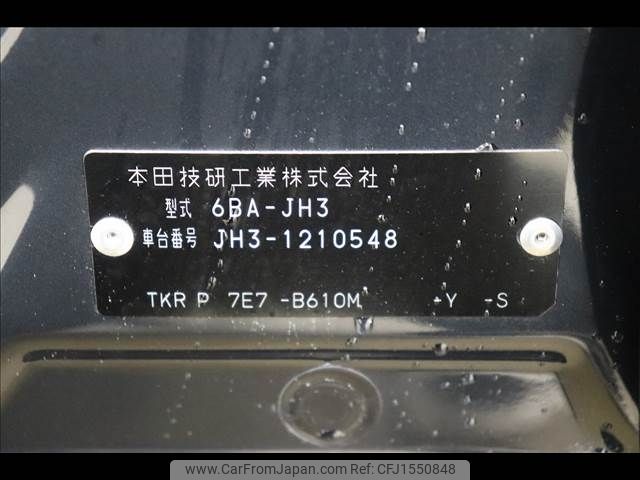 本田技研工業株式会社
型式 6BA-JH3
車台番号 JH3-1210548
TKR P 7E7 -B610M -Y -S
www.CarFromJapan.com CFJ1550848